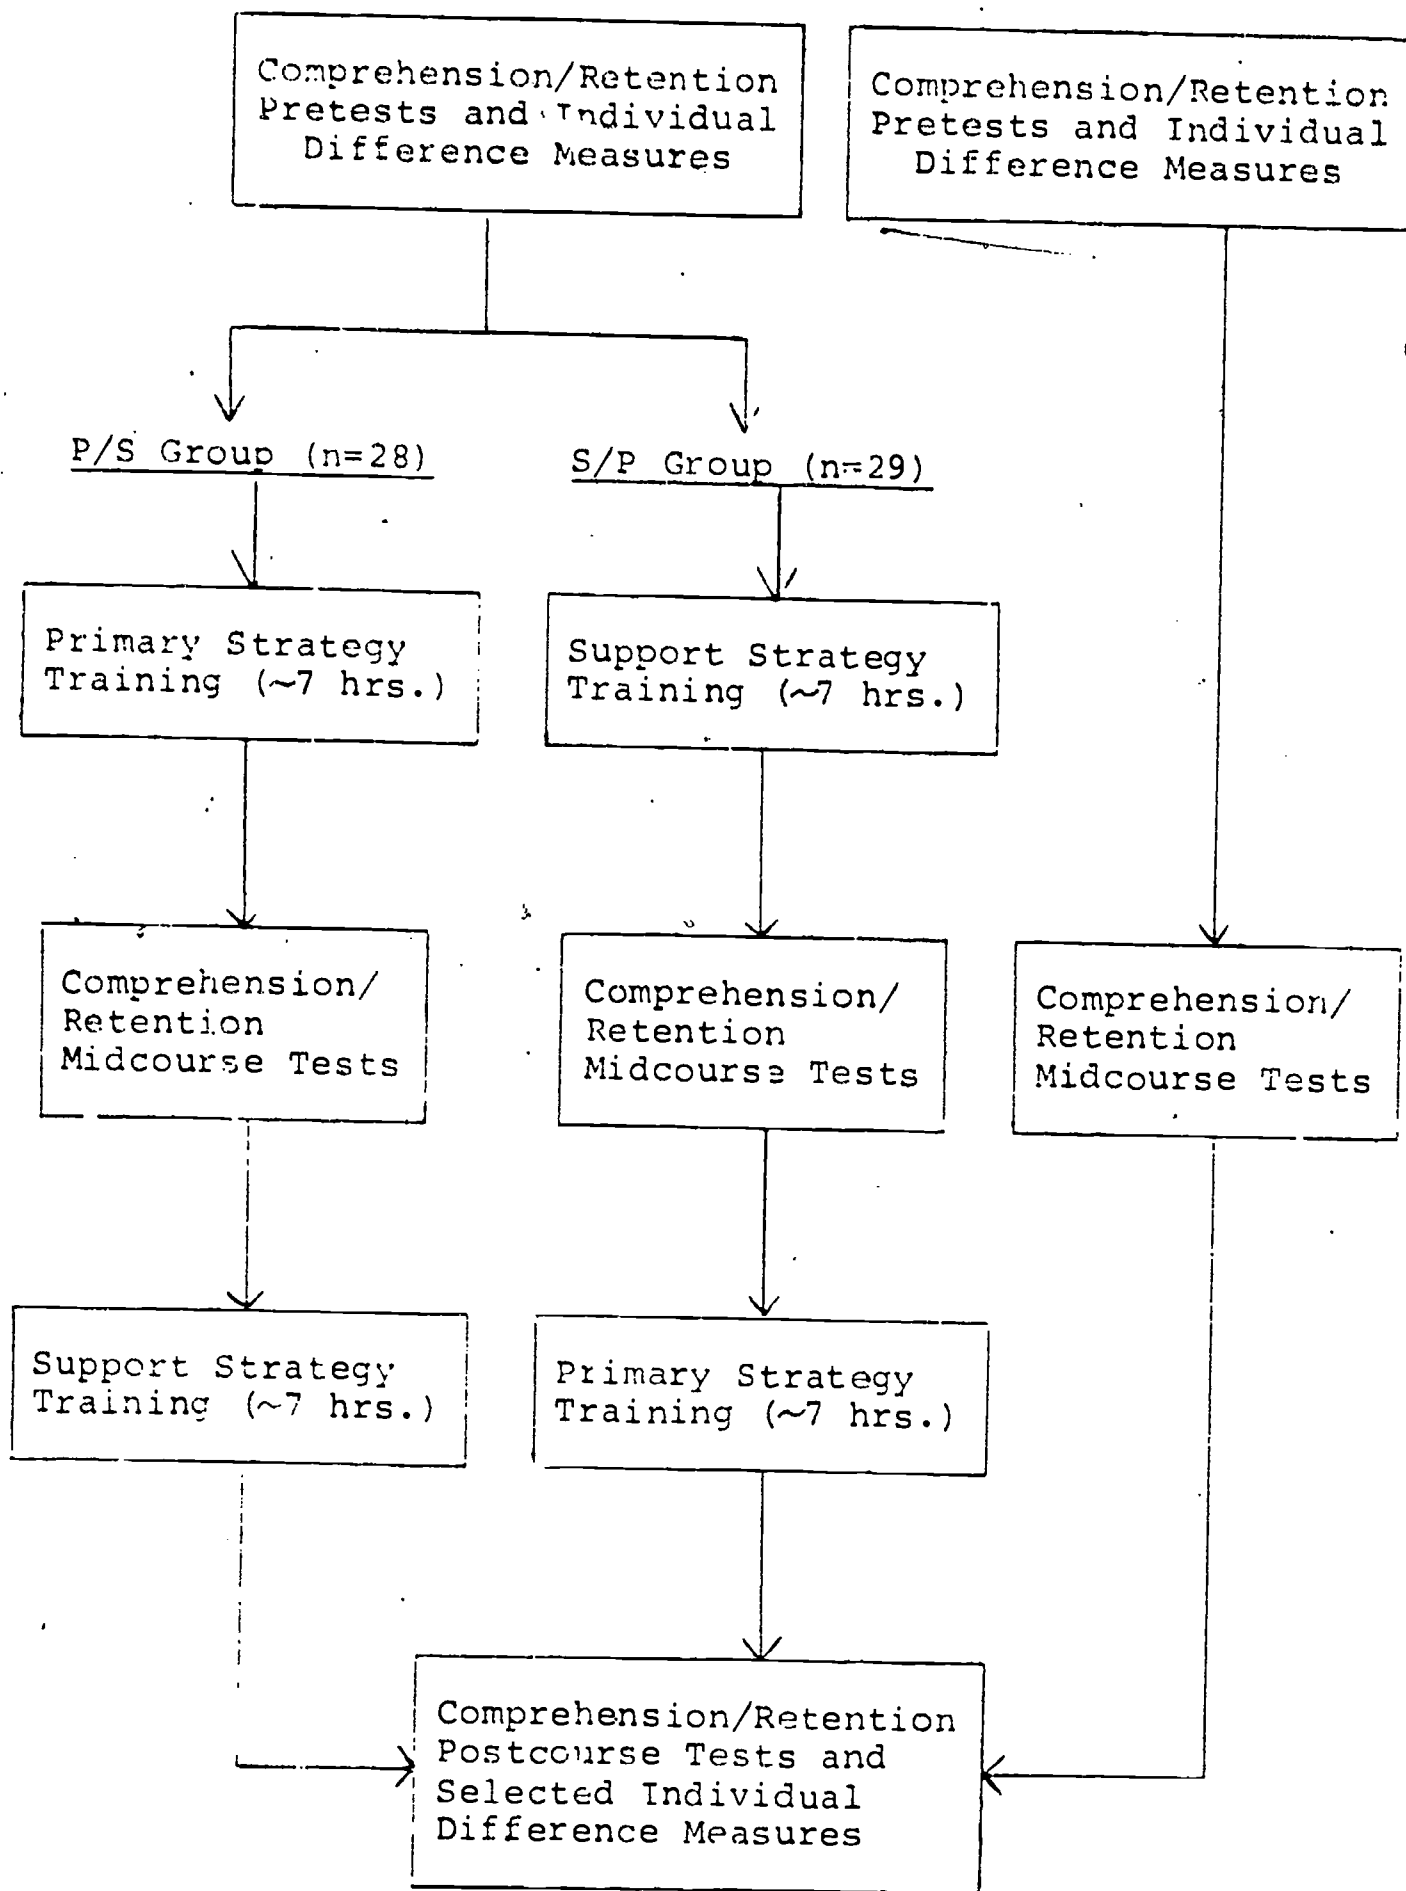 Comprehension/Retention
Pretests and Individual
Difference Measures
Comprehension/Retention
Pretests and Individual
Difference Measures
P/S Group (n=28)
S/P Group (n=29)
Primary Strategy
Training (~7 hrs.)
Support Strategy
Training (~7 hrs.)
Comprehension/
Retention
Midcourse Tests
Comprehension/
Retention
Midcourse Tests
Comprehension/
Retention
Midcourse Tests
Support Strategy
Training (~7 hrs.)
Primary Strategy
Training (~7 hrs.)
Comprehension/Retention
Postcourse Tests and
Selected Individual
Difference Measures